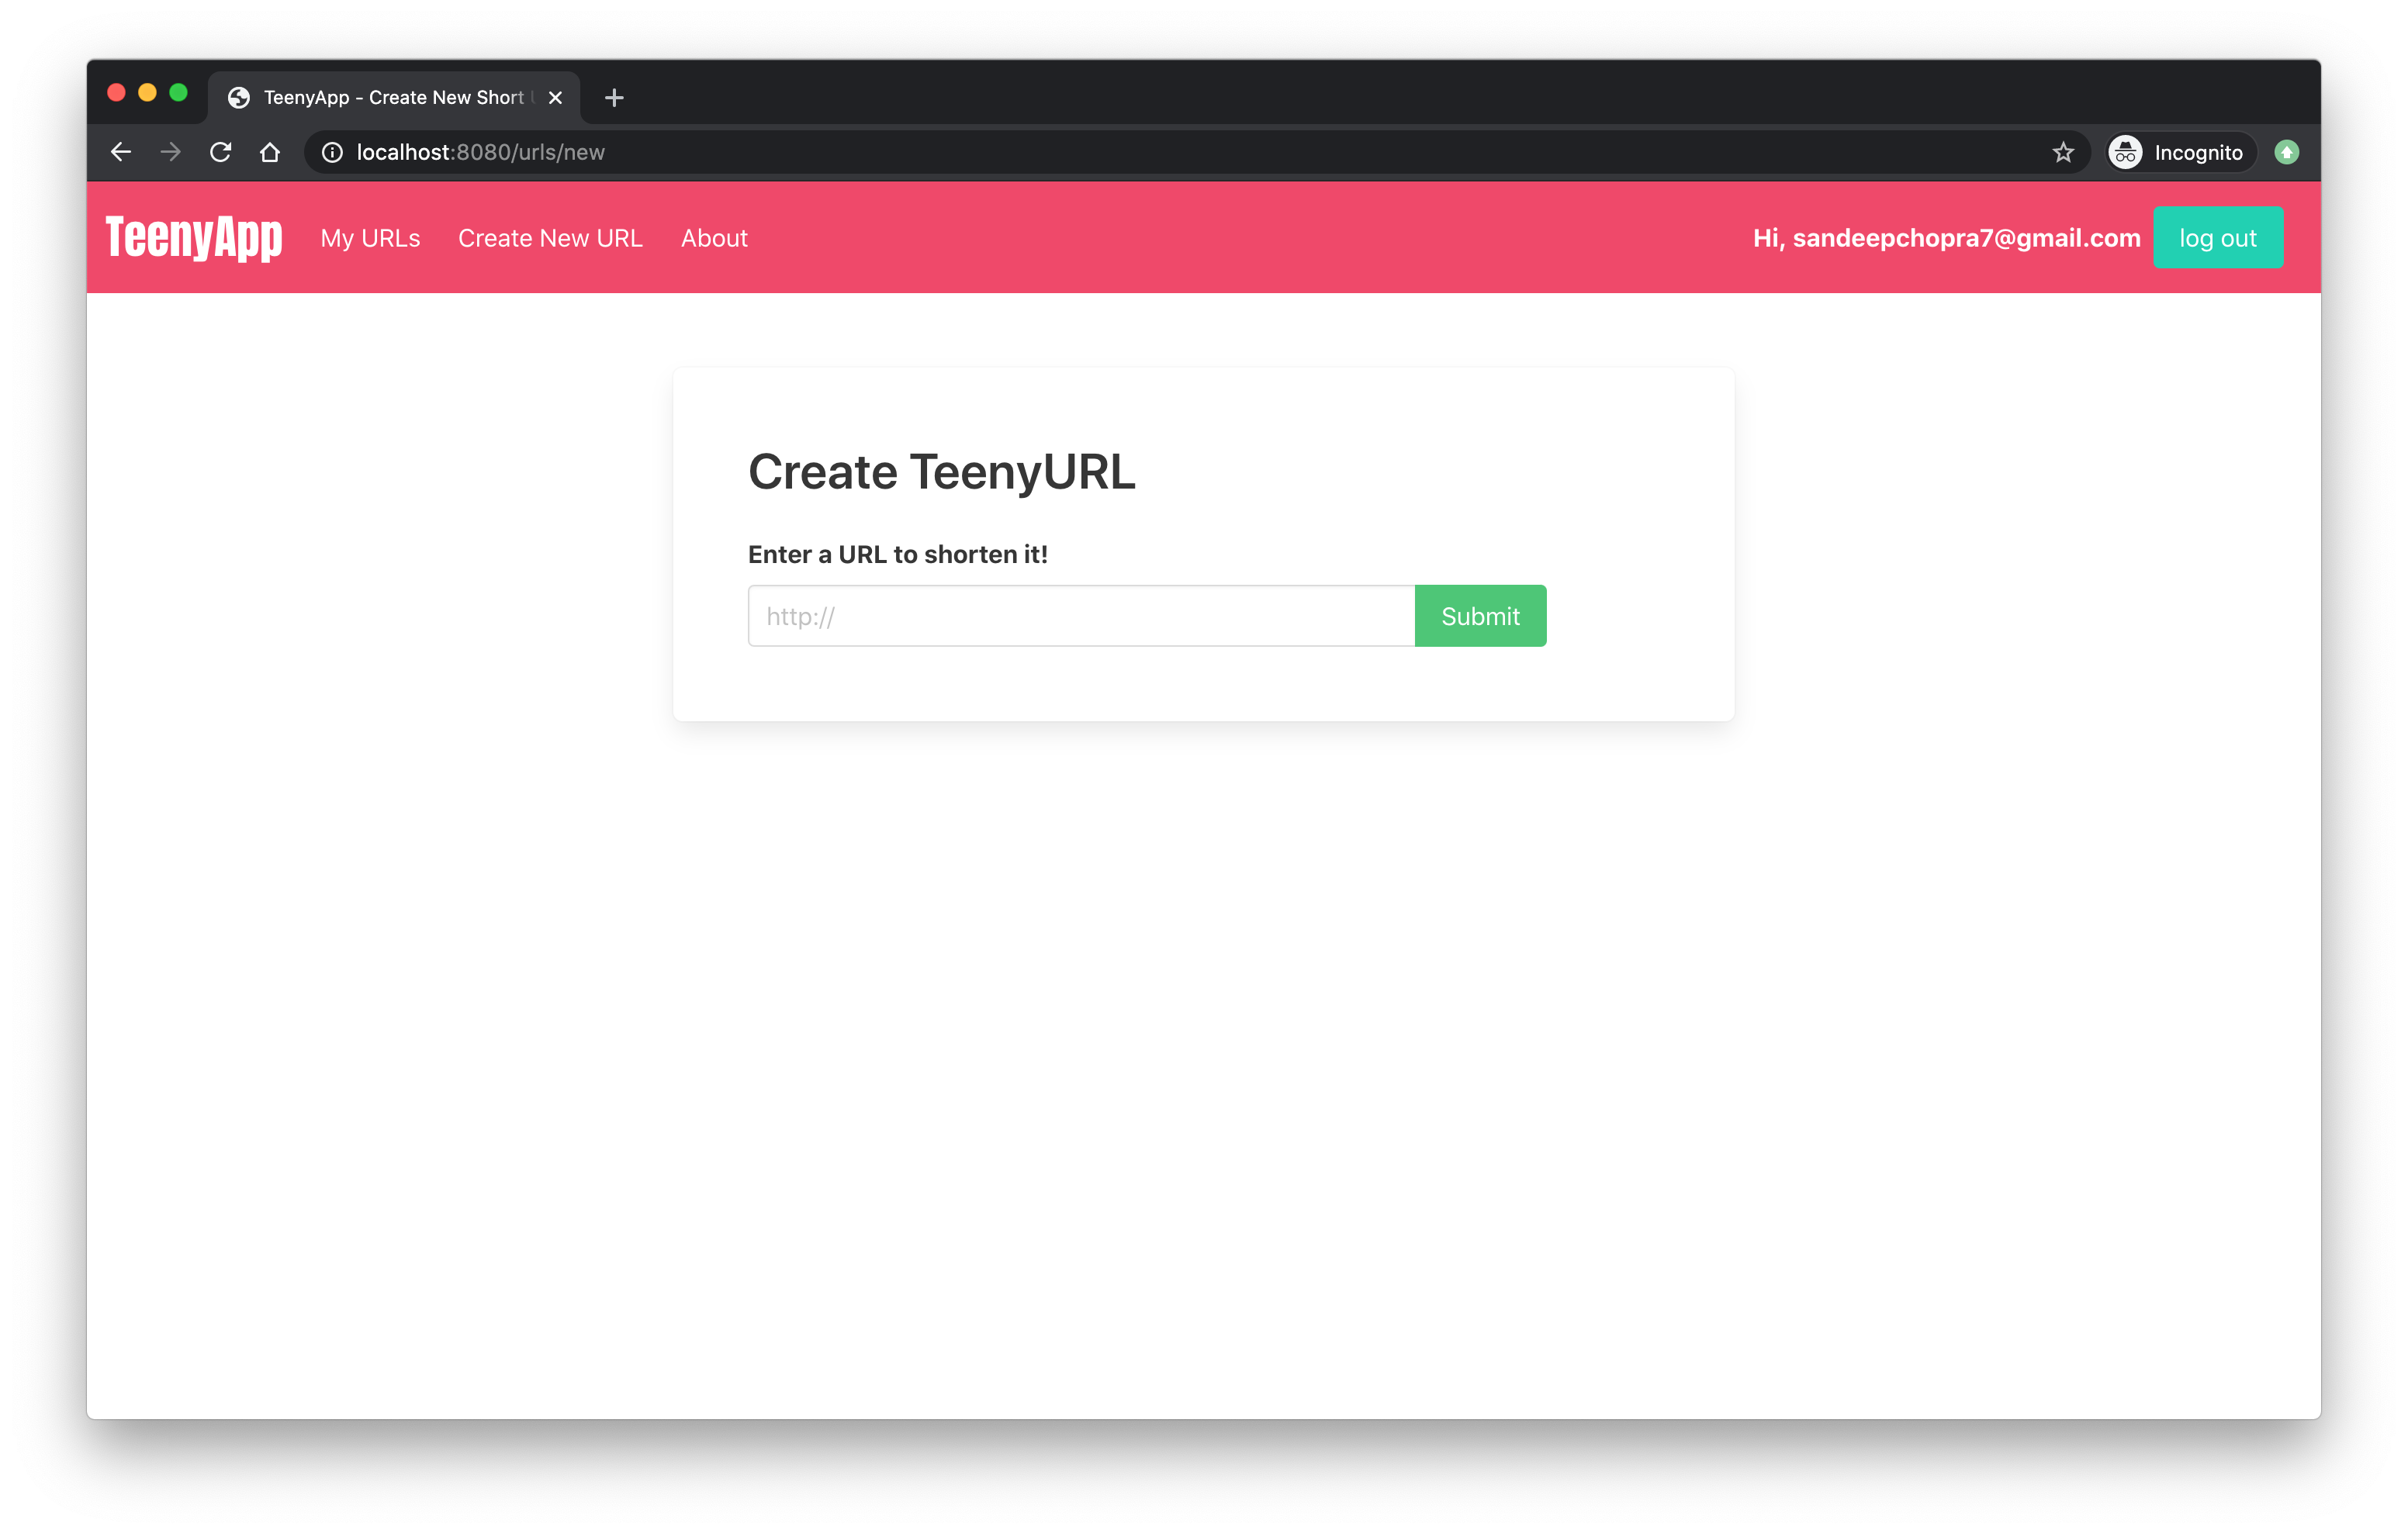 TeenyApp - Create New Short
localhost:8080/urls/new
Incognito
TeenyApp
My URLs
Create New URL
About
Hi, sandeepchopra7@gmail.com
log out
Create TeenyURL
Enter a URL to shorten it!
http://
Submit